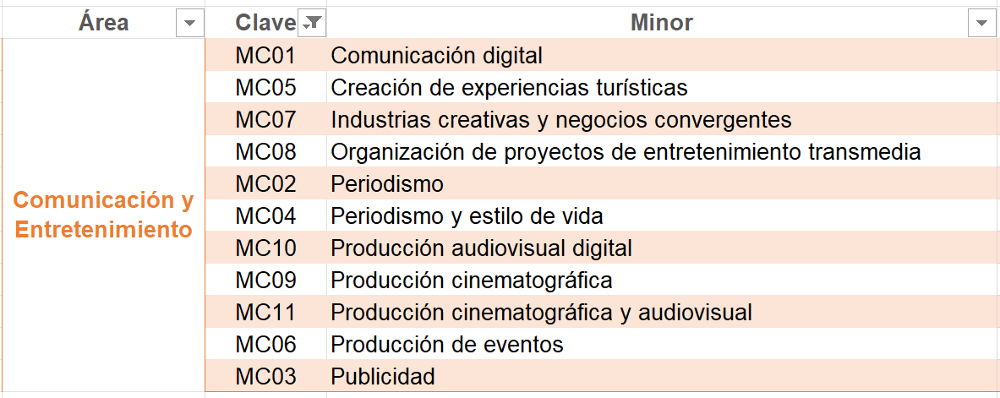 Área Clave Minor
MC01 Comunicación digital
MC05 Creación de experiencias turísticas
MC07 Industrias creativas y negocios convergentes
MC08 Organización de proyectos de entretenimiento transmedia
MC02 Periodismo
Comunicación y
Entretenimiento
MC04 Periodismo y estilo de vida
MC10 Producción audiovisual digital
MC09 Producción cinematográfica
MC11 Producción cinematográfica y audiovisual
MC06 Producción de eventos
MC03 Publicidad